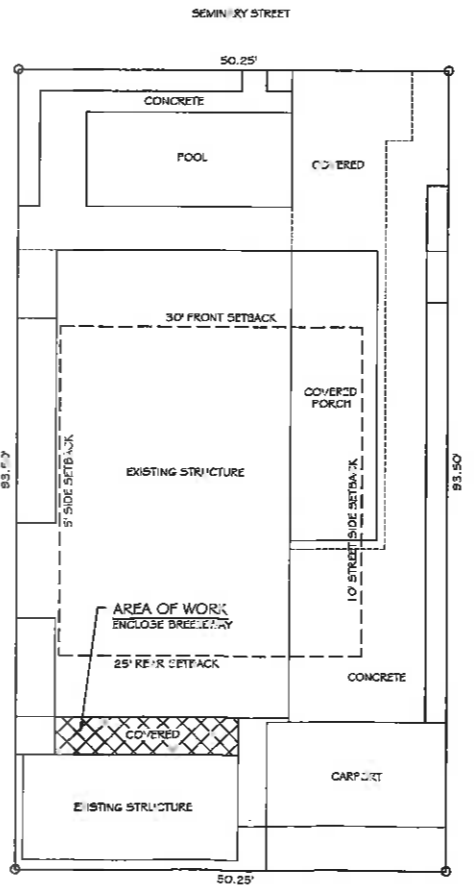 SEMINARY STREET
50.25'
CONCRETE
POOL
COVERED
30' FRONT SETBACK
COVERED
PORCH
93.50'
5' SIDE SETBACK
EXISTING STRUCTURE
10' STREET SIDE SETBACK
93.50'
AREA OF WORK
ENCLOSE BREEZEWAY
25' REAR SETBACK
CONCRETE
COVERED
CARPORT
EXISTING STRUCTURE
50.25'